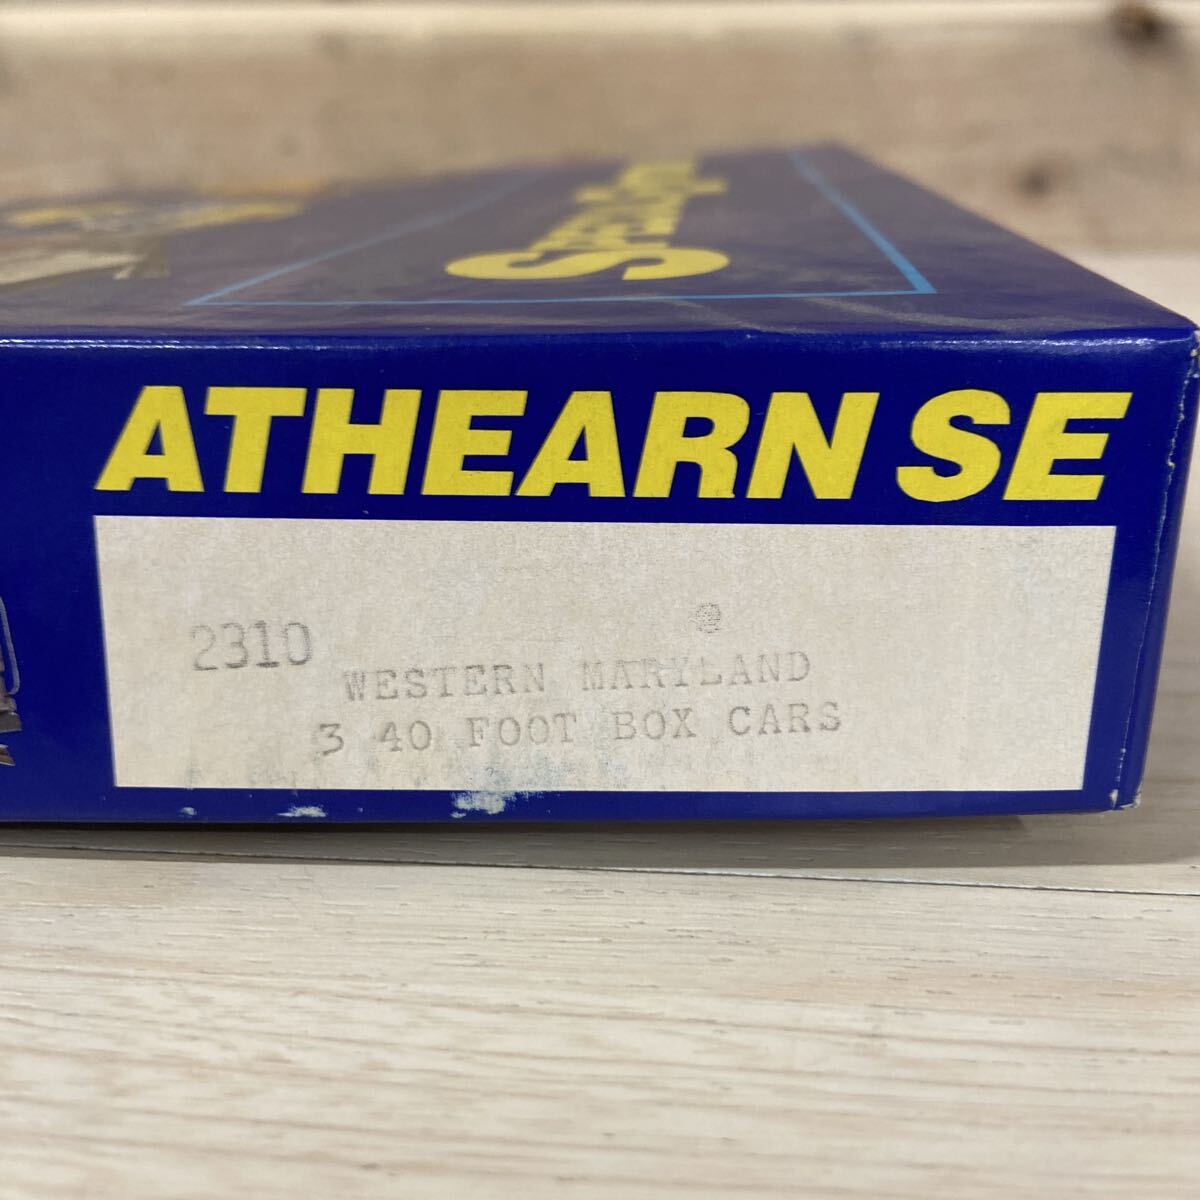 ATHEARN SE
2310
WESTERN MARYLAND
3 40 FOOT BOX CARS